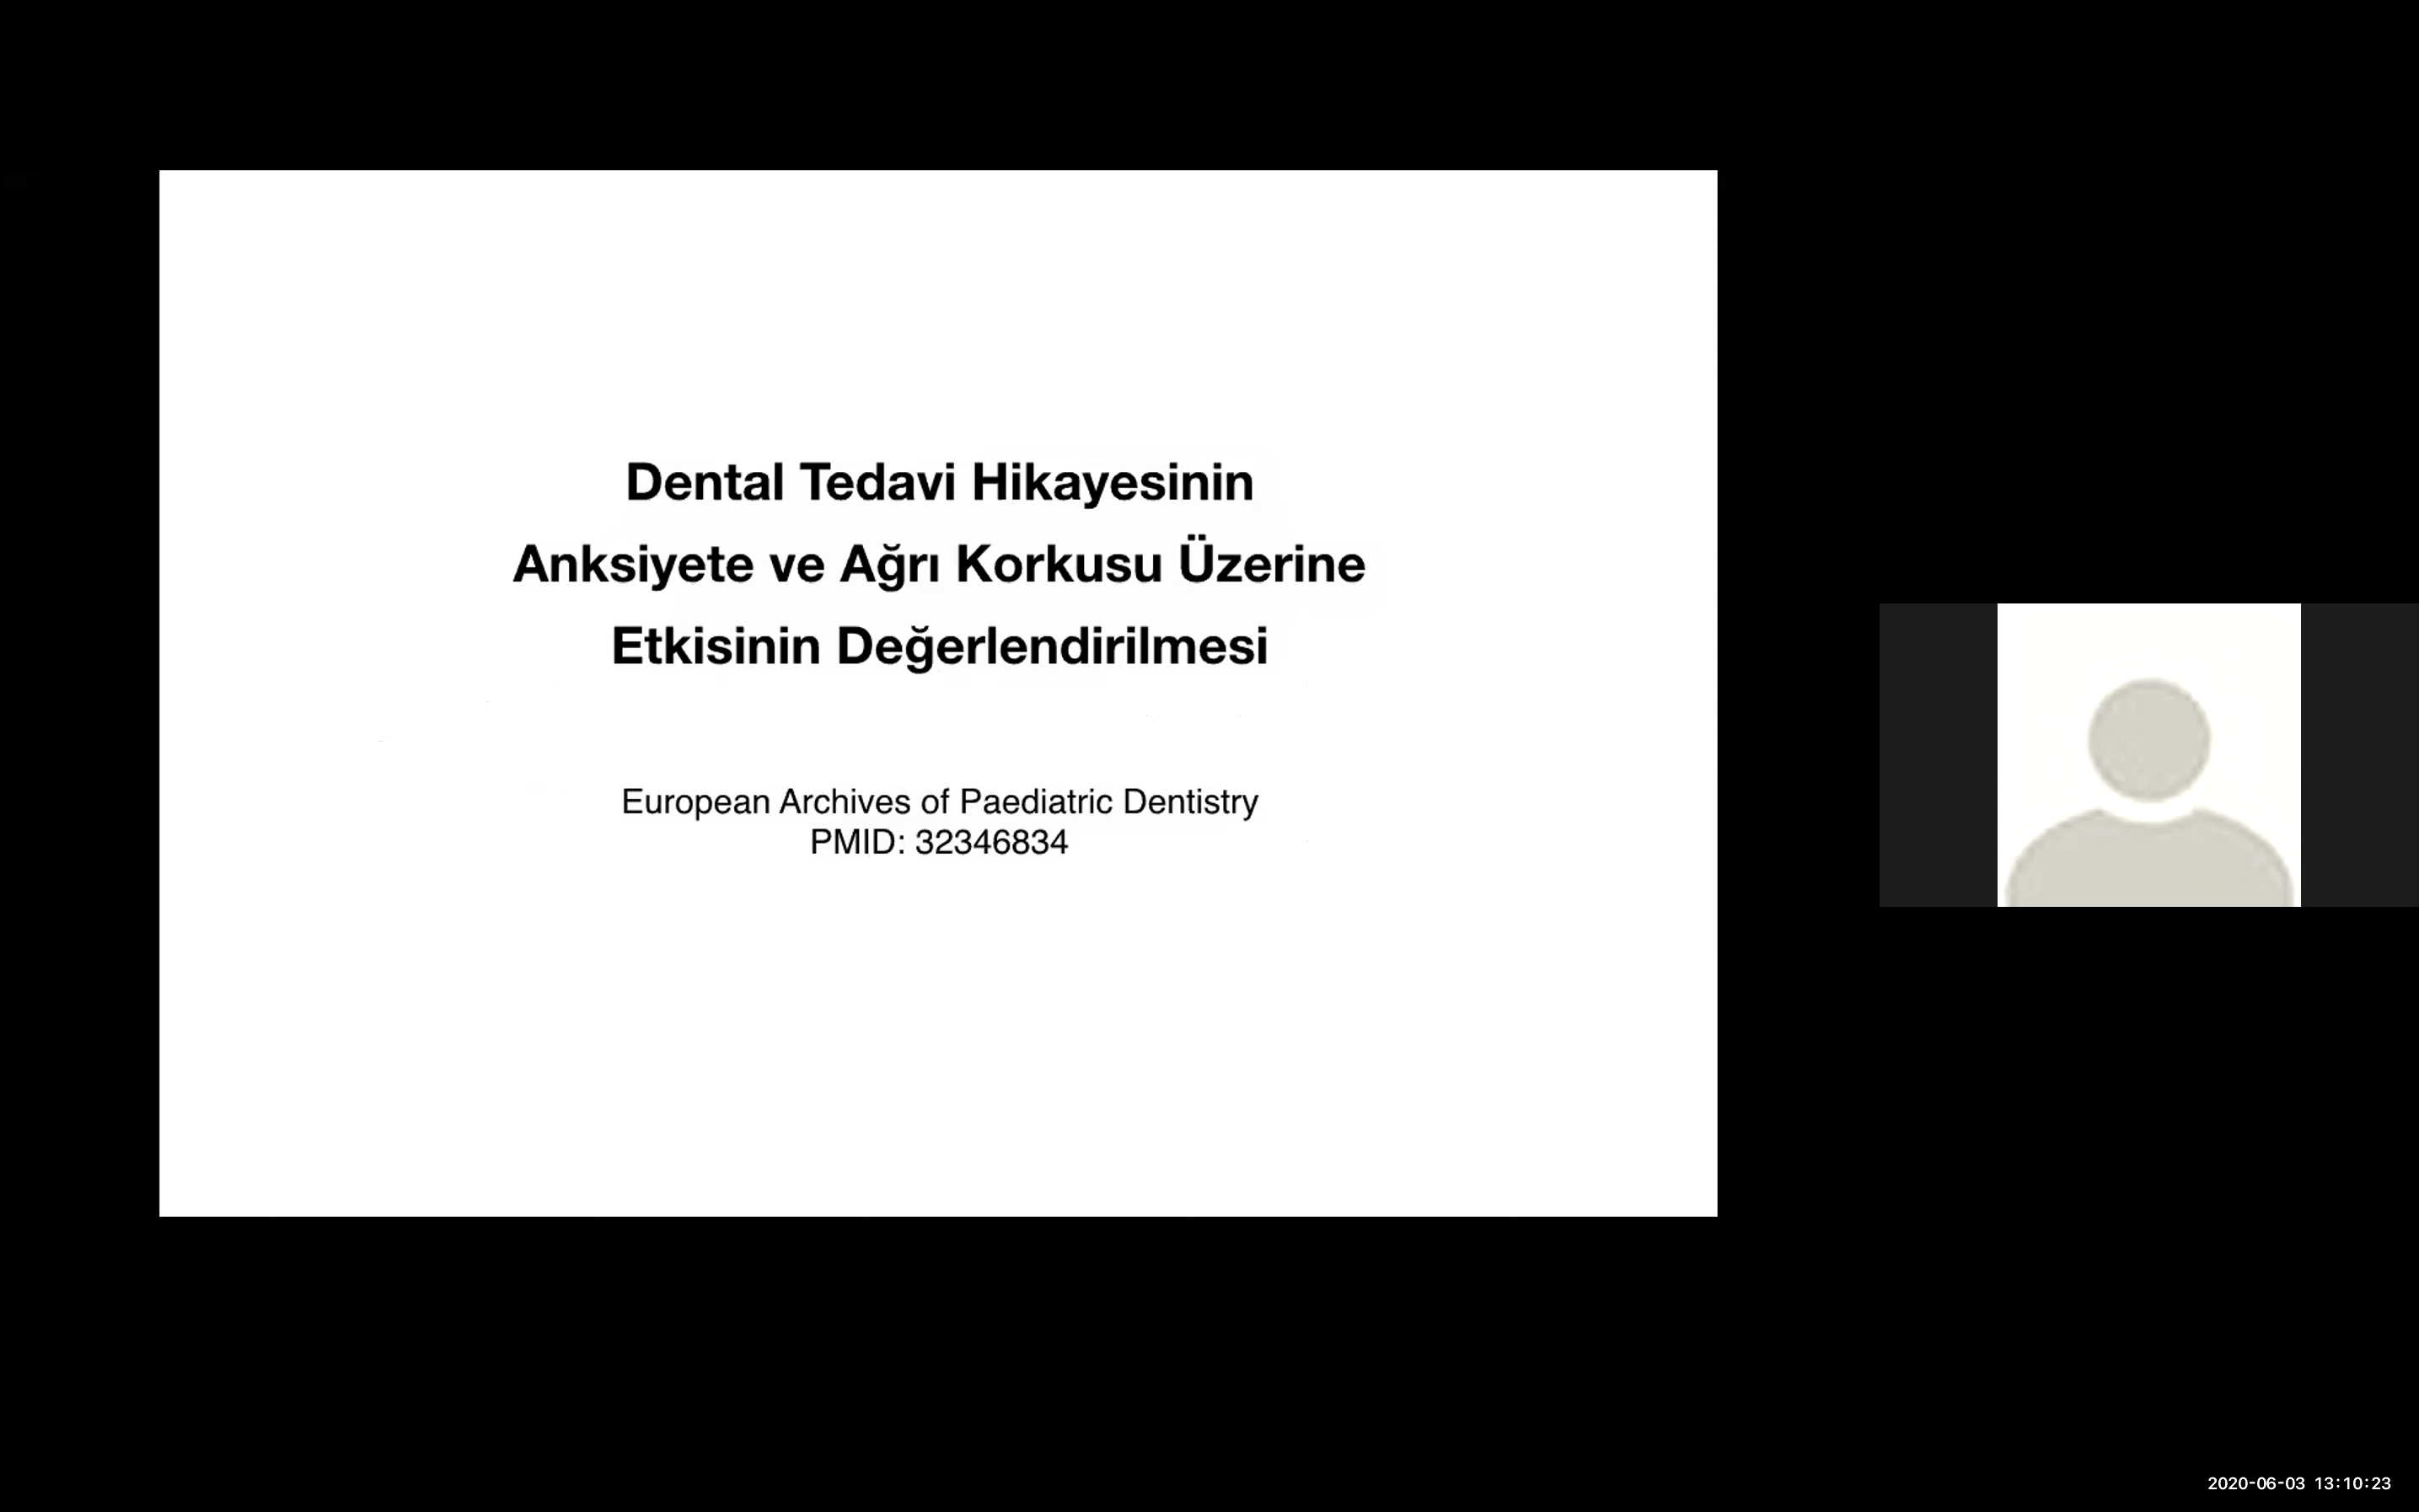 Dental Tedavi Hikayesinin
Anksiyete ve Ağrı Korkusu Üzerine
Etkisinin Değerlendirilmesi
European Archives of Paediatric Dentistry
PMID: 32346834
2020-06-03 13:10:23